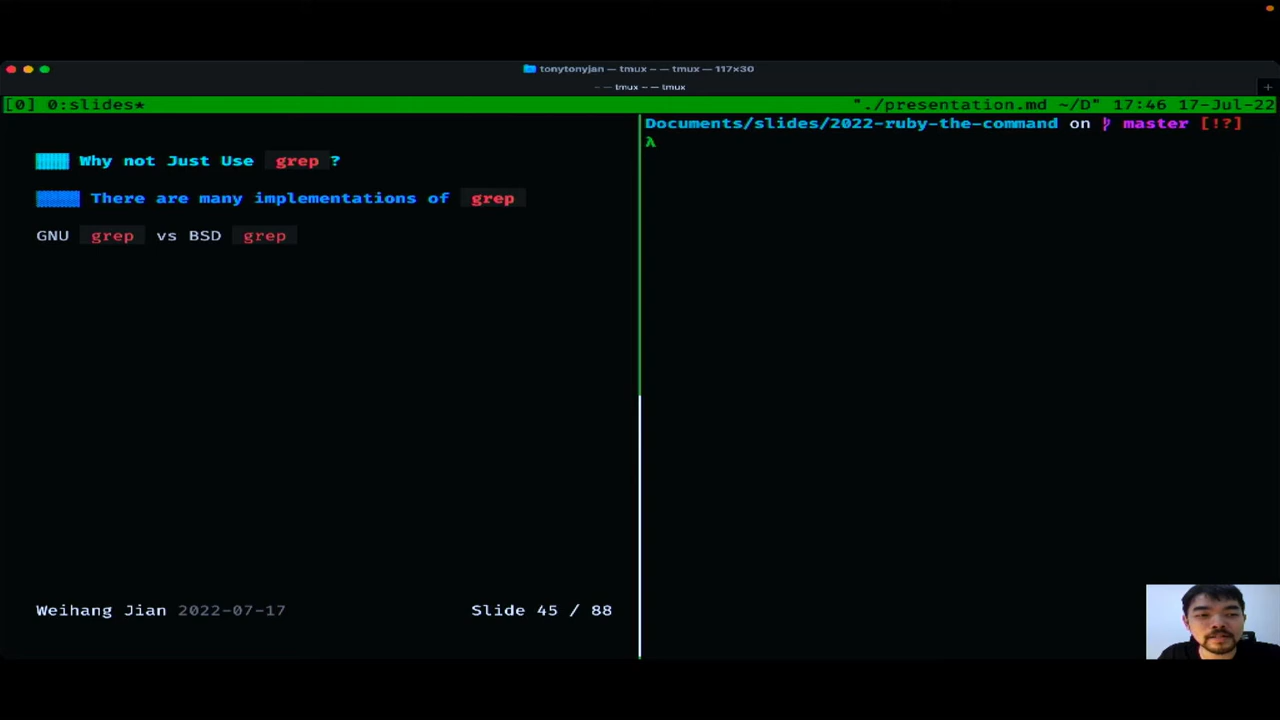 tonytonyjan — tmux - — tmux — 117×30
~ — tmux - — tmux
[0] 0:slides* "./presentation.md ~/D" 17:46 17-Jul-22
Why not Just Use grep ?
There are many implementations of grep
GNU grep vs BSD grep
Weihang Jian 2022-07-17 Slide 45 / 88
Documents/slides/2022-ruby-the-command on master [!?]
λ